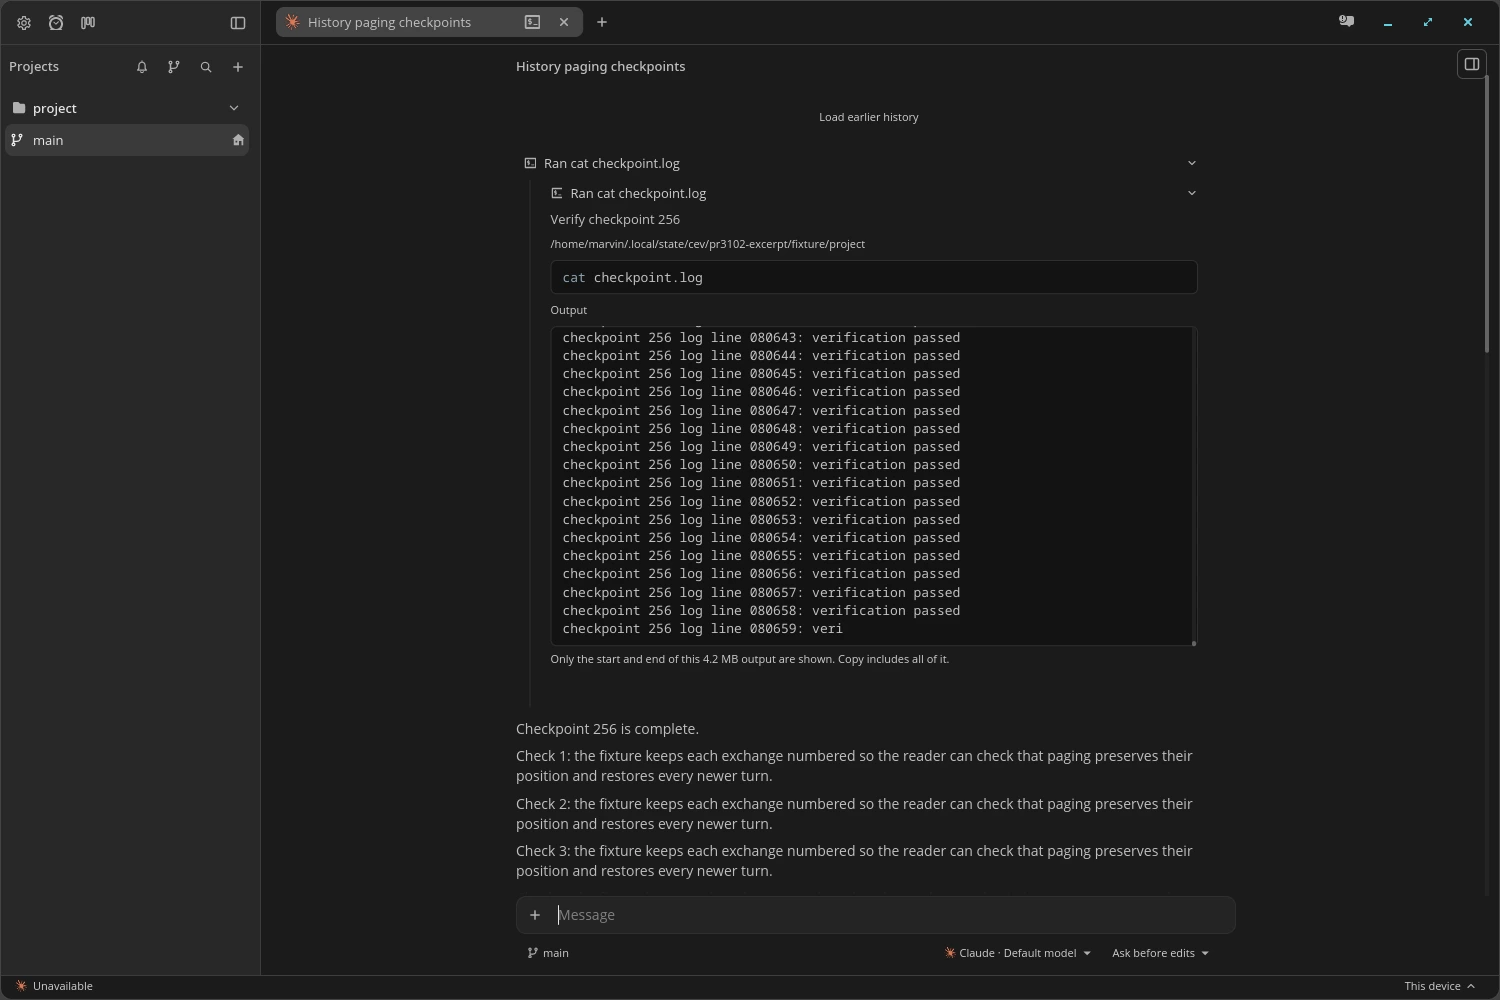 History paging checkpoints
Projects
project
main
History paging checkpoints
Load earlier history
Ran cat checkpoint.log
Ran cat checkpoint.log
Verify checkpoint 256
/home/marvin/.local/state/cev/pr3102-excerpt/fixture/project
cat checkpoint.log
Output
checkpoint 256 log line 080643: verification passed
checkpoint 256 log line 080644: verification passed
checkpoint 256 log line 080645: verification passed
checkpoint 256 log line 080646: verification passed
checkpoint 256 log line 080647: verification passed
checkpoint 256 log line 080648: verification passed
checkpoint 256 log line 080649: verification passed
checkpoint 256 log line 080650: verification passed
checkpoint 256 log line 080651: verification passed
checkpoint 256 log line 080652: verification passed
checkpoint 256 log line 080653: verification passed
checkpoint 256 log line 080654: verification passed
checkpoint 256 log line 080655: verification passed
checkpoint 256 log line 080656: verification passed
checkpoint 256 log line 080657: verification passed
checkpoint 256 log line 080658: verification passed
checkpoint 256 log line 080659: veri
Only the start and end of this 4.2 MB output are shown. Copy includes all of it.
Checkpoint 256 is complete.
Check 1: the fixture keeps each exchange numbered so the reader can check that paging preserves their
position and restores every newer turn.
Check 2: the fixture keeps each exchange numbered so the reader can check that paging preserves their
position and restores every newer turn.
Check 3: the fixture keeps each exchange numbered so the reader can check that paging preserves their
position and restores every newer turn.
Message
main
Claude · Default model
Ask before edits
Unavailable
This device